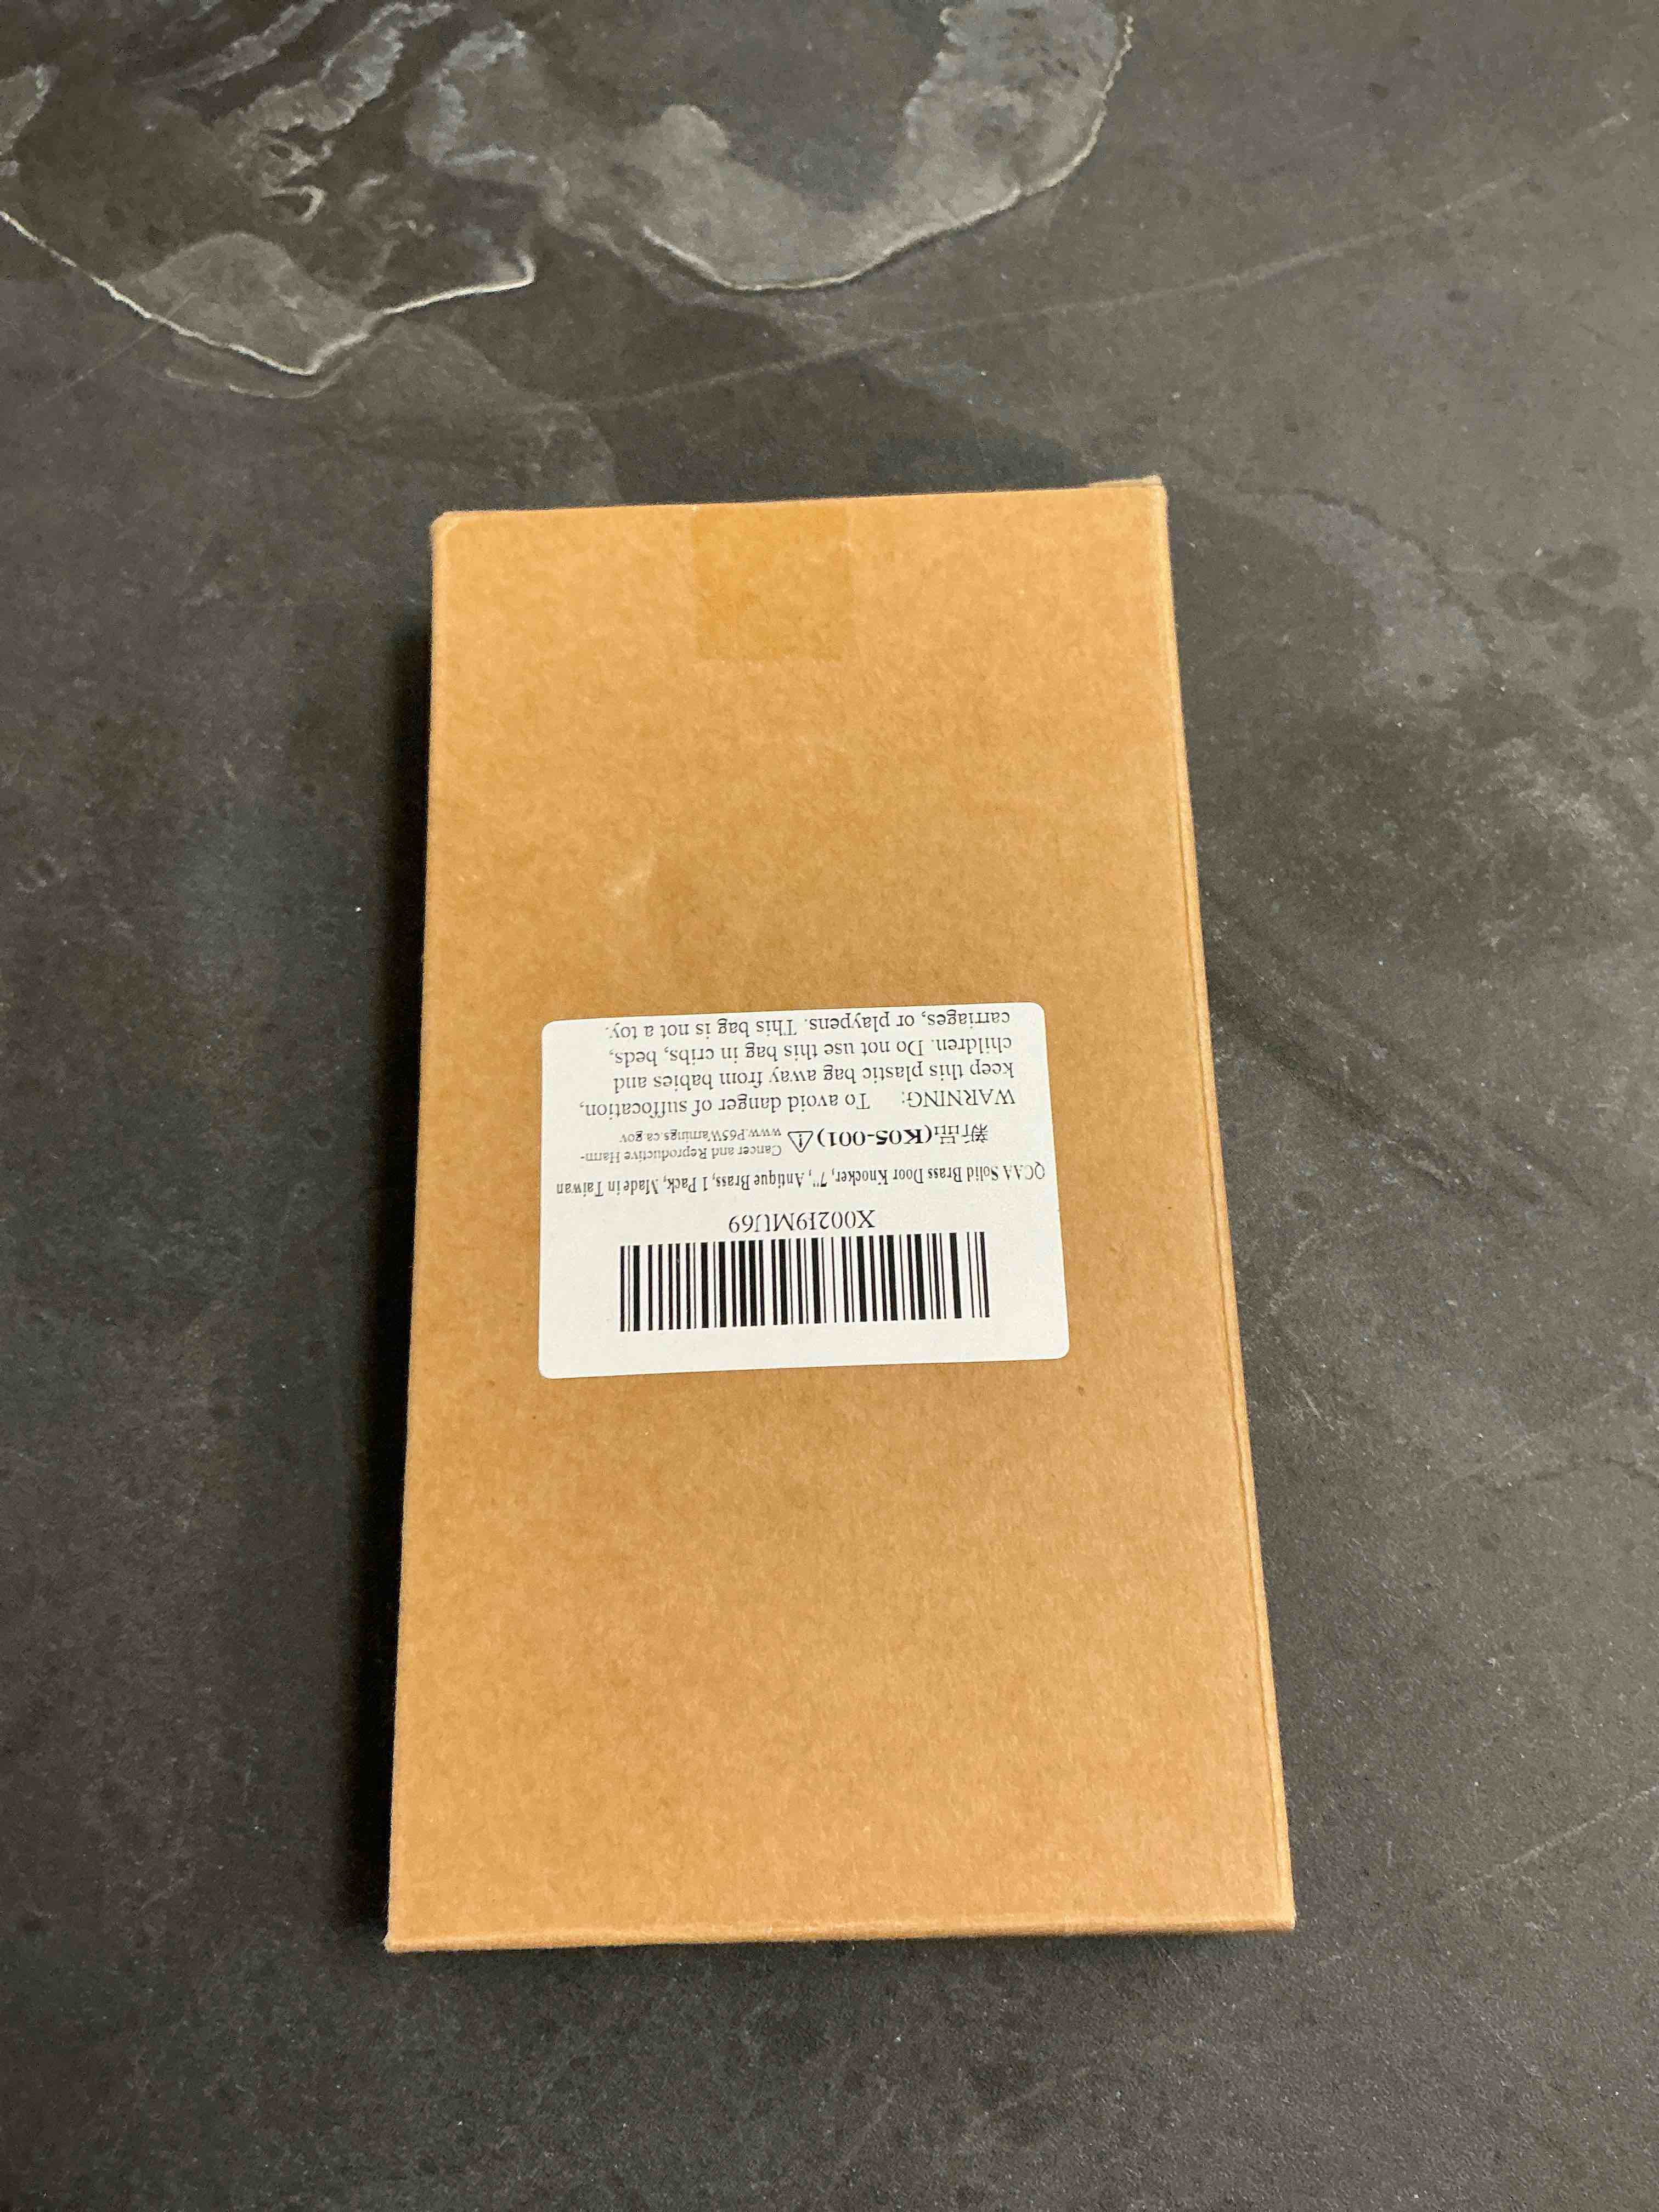 X002I9MU69
QCAA Solid Brass Door Knocker, 7", Antique Brass, 1 Pack, Made in Taiwan
新品(K05-001) ⚠ Cancer and Reproductive Harm-
www.P65Warnings.ca.gov
WARNING: To avoid danger of suffocation,
keep this plastic bag away from babies and
children. Do not use this bag in cribs, beds,
carriages, or playpens. This bag is not a toy.